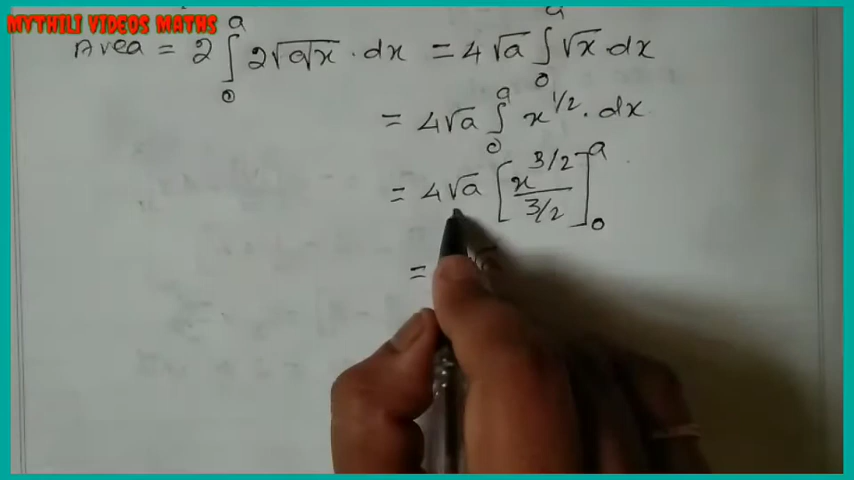 MYTHILI VIDEOS MATHS
Area = 2 ∫₀ᵃ 2√a√x · dx = 4√a ∫₀ᵃ √x · dx
= 4√a ∫₀ᵃ x^1/2 · dx
= 4√a [x^3/2 / 3/2]₀ᵃ
=